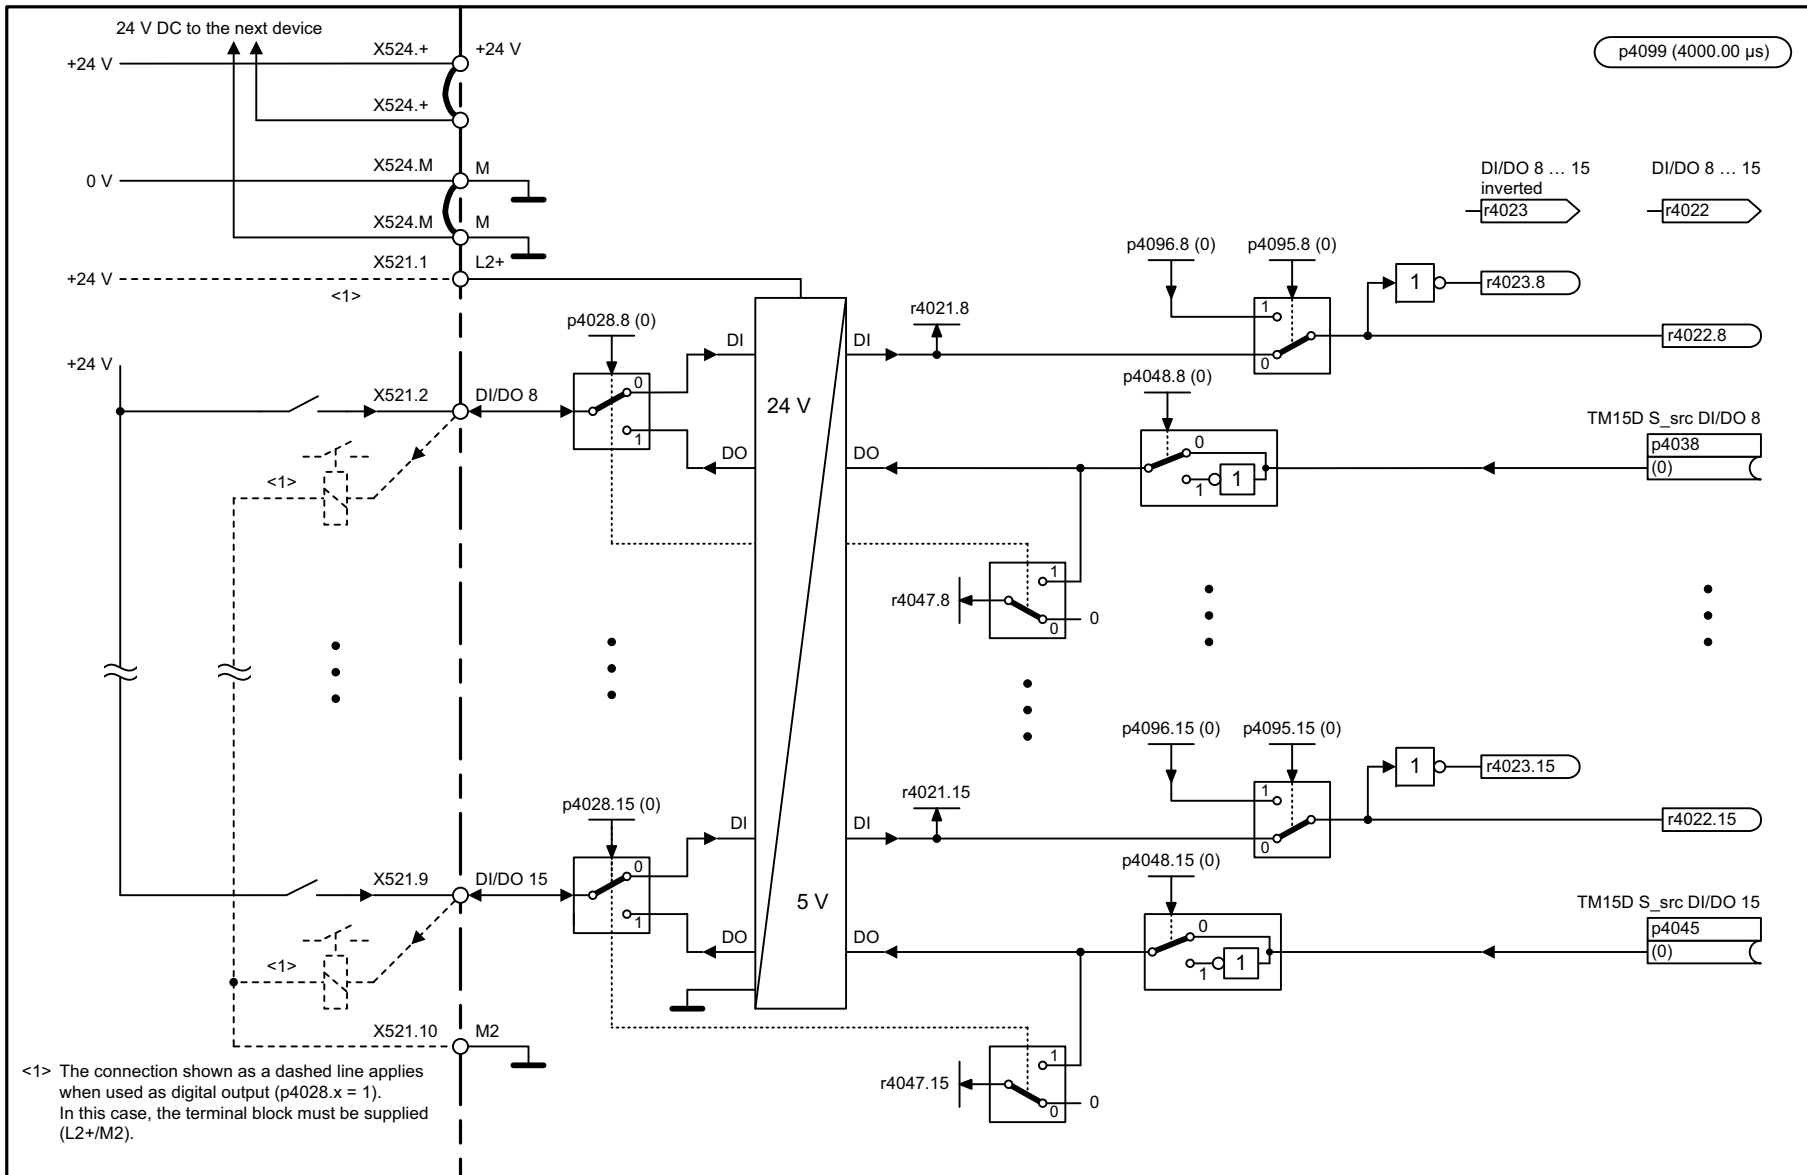 24 V DC to the next device
X524.+
+24 V
+24 V
p4099 (4000.00 µs)
X524.+
X524.M
M
0 V
DI/DO 8 … 15
inverted
DI/DO 8 … 15
r4023
r4022
X524.M
M
p4096.8 (0)
p4095.8 (0)
X521.1
L2+
+24 V
<1>
1
r4023.8
p4028.8 (0)
r4021.8
1
0
r4022.8
DI
DI
+24 V
p4048.8 (0)
X521.2
DI/DO 8
0
1
24 V
TM15D S_src DI/DO 8
p4038
(0)
DO
DO
0
1
1
<1>
r4047.8
1
0
0
p4096.15 (0)
p4095.15 (0)
1
r4023.15
p4028.15 (0)
r4021.15
1
0
r4022.15
DI
DI
p4048.15 (0)
X521.9
DI/DO 15
0
1
5 V
TM15D S_src DI/DO 15
p4045
(0)
DO
DO
0
1
1
<1>
X521.10
M2
r4047.15
1
0
0
<1> The connection shown as a dashed line applies
when used as digital output (p4028.x = 1).
In this case, the terminal block must be supplied
(L2+/M2).